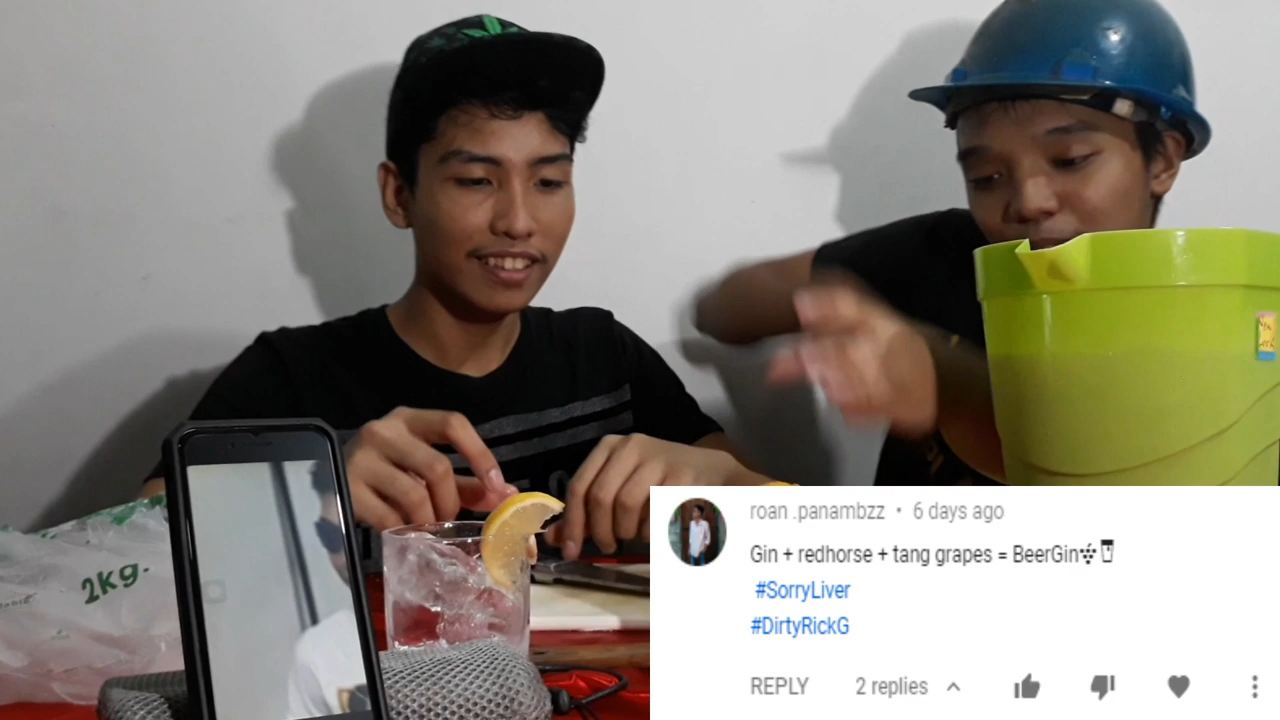 2kg.
roan .panambzz • 6 days ago
Gin + redhorse + tang grapes = BeerGin
#SorryLiver
#DirtyRickG
REPLY 2 replies